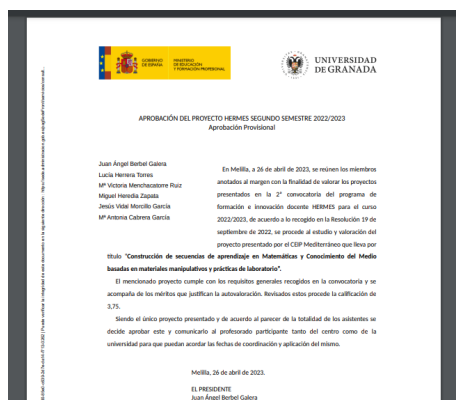 GOBIERNO
DE ESPAÑA
MINISTERIO
DE EDUCACIÓN
Y FORMACIÓN PROFESIONAL
UNIVERSIDAD
DE GRANADA
APROBACIÓN DEL PROYECTO HERMES SEGUNDO SEMESTRE 2022/2023
Aprobación Provisional
Juan Ángel Berbel Galera
Lucía Herrera Torres
Mª Victoria Menchacatorre Ruiz
Miguel Heredia Zapata
Jesús Vidal Morcillo García
Mª Antonia Cabrera García
En Melilla, a 26 de abril de 2023, se reúnen los miembros
anotados al margen con la finalidad de valorar los proyectos
presentados en la 2ª convocatoria del programa de
formación e innovación docente HERMES para el curso
2022/2023, de acuerdo a lo recogido en la Resolución 19 de
septiembre de 2022, se procede al estudio y valoración del
proyecto presentado por el CEIP Mediterráneo que lleva por
título "Construcción de secuencias de aprendizaje en Matemáticas y Conocimiento del Medio
basadas en materiales manipulativos y prácticas de laboratorio".
El mencionado proyecto cumple con los requisitos generales recogidos en la convocatoria y se
acompaña de los méritos que justifican la autovaloración. Revisados estos procede la calificación de
3,75.
Siendo el único proyecto presentado y de acuerdo al parecer de la totalidad de los asistentes se
decide aprobar este y comunicarlo al profesorado participante tanto del centro como de la
universidad para que puedan acordar las fechas de coordinación y aplicación del mismo.
Melilla, 26 de abril de 2023.
EL PRESIDENTE
Juan Ángel Berbel Galera